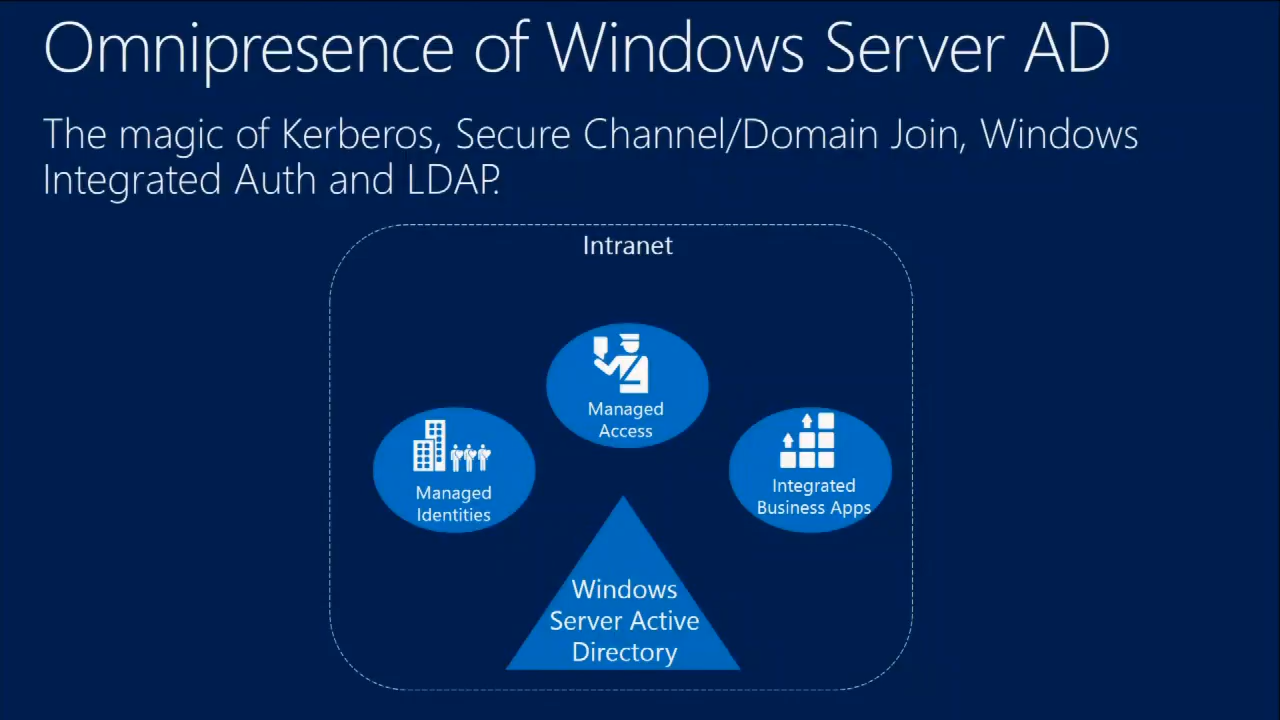 Omnipresence of Windows Server AD
The magic of Kerberos, Secure Channel/Domain Join, Windows
Integrated Auth and LDAP.
Intranet
Managed
Access
Managed
Identities
Integrated
Business Apps
Windows
Server Active
Directory